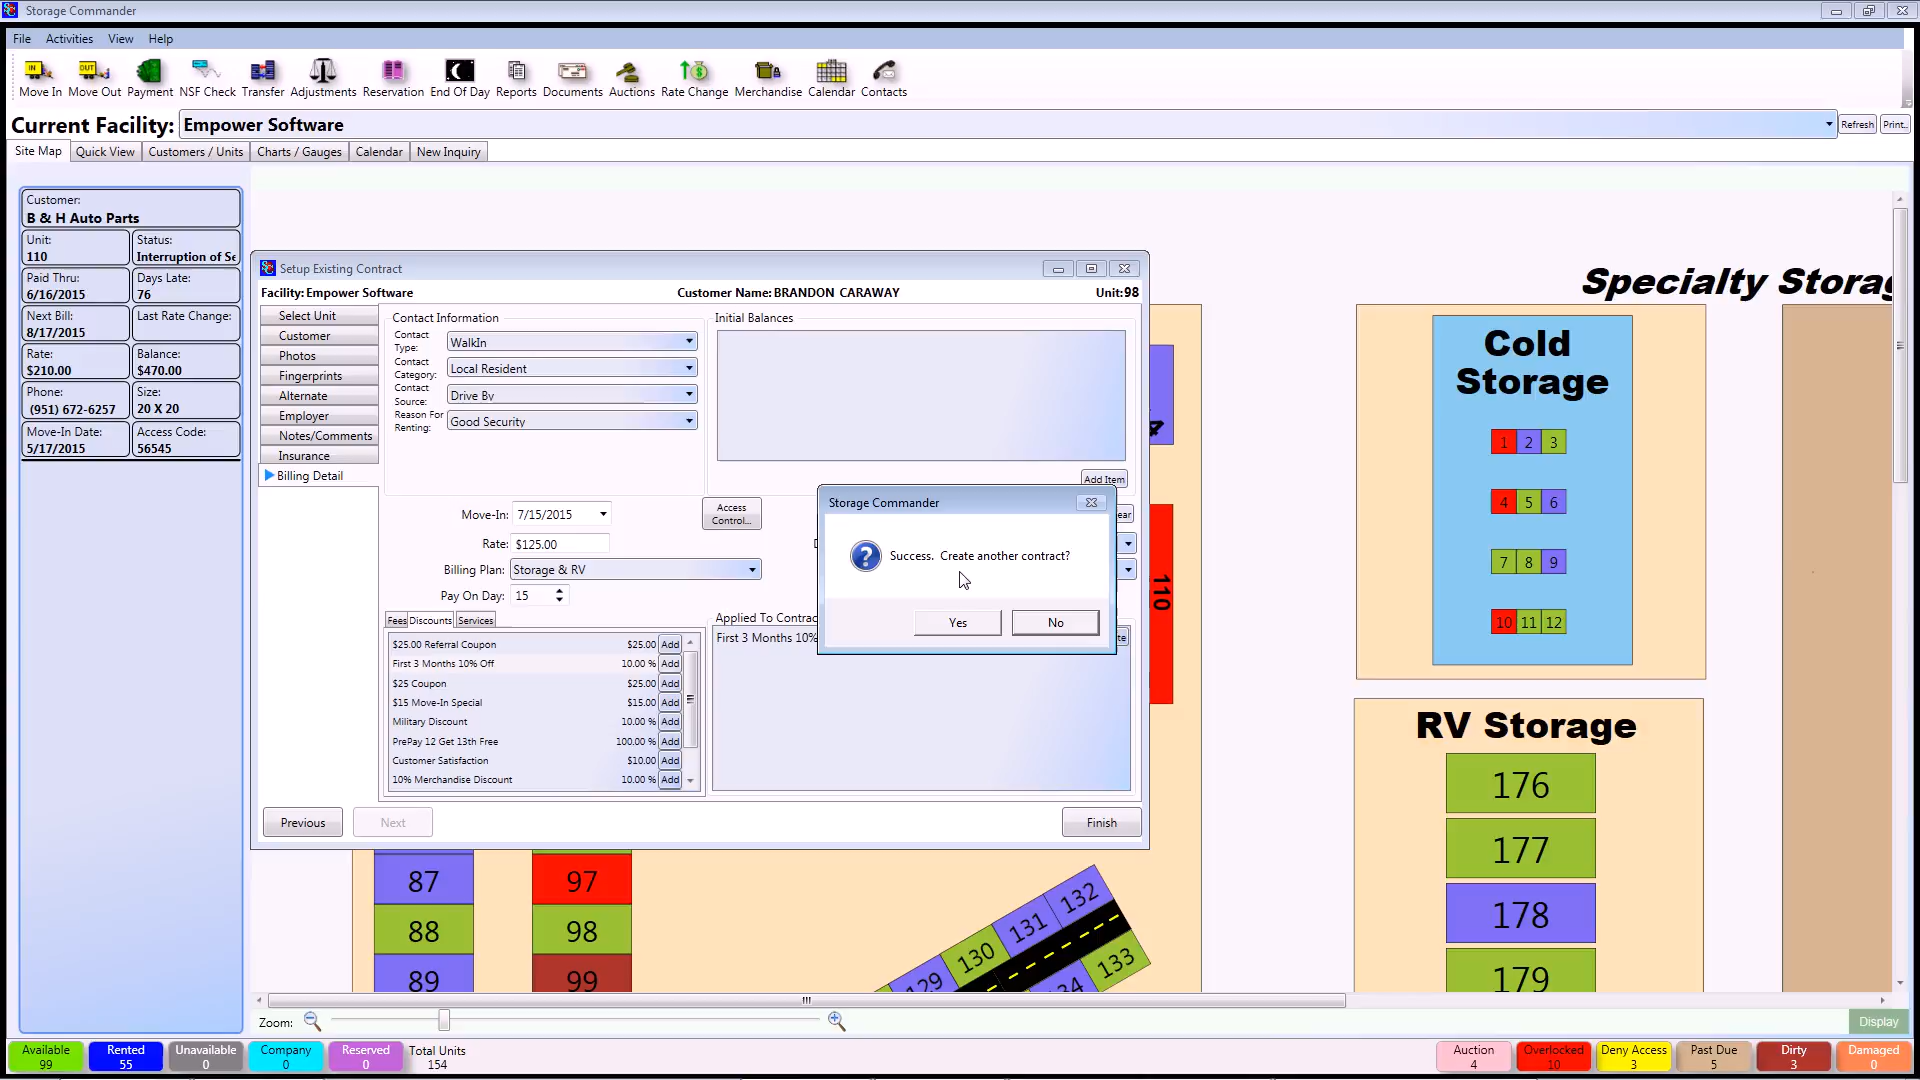 Storage Commander
File Activities View Help
Move In Move Out Payment NSF Check Transfer Adjustments Reservation End Of Day Reports Documents Auctions Rate Change Merchandise Calendar Contacts
Current Facility: Empower Software Refresh Print..
Site Map Quick View Customers / Units Charts / Gauges Calendar New Inquiry
Customer:
B & H Auto Parts
Unit: Status:
110 Interruption of Se
Paid Thru: Days Late:
6/16/2015 76
Next Bill: Last Rate Change:
8/17/2015
Rate: Balance:
$210.00 $470.00
Phone: Size:
(951) 672-6257 20 X 20
Move-In Date: Access Code:
5/17/2015 56545
Setup Existing Contract
Facility: Empower Software Customer Name: BRANDON CARAWAY Unit: 98
Select Unit
Customer
Photos
Fingerprints
Alternate
Employer
Notes/Comments
Insurance
Billing Detail
Contact Information
Contact Type: WalkIn
Contact Category: Local Resident
Contact Source: Drive By
Reason For Renting: Good Security
Initial Balances
Add Item
ear
Move-In: 7/15/2015
Access Control...
Rate: $125.00
Billing Plan: Storage & RV
Pay On Day: 15
Fees Discounts Services
$25.00 Referral Coupon $25.00 Add
First 3 Months 10% Off 10.00 % Add
$25 Coupon $25.00 Add
$15 Move-In Special $15.00 Add
Military Discount 10.00 % Add
PrePay 12 Get 13th Free 100.00 % Add
Customer Satisfaction $10.00 Add
10% Merchandise Discount 10.00 % Add
Applied To Contrac
First 3 Months 10% te
Previous Next Finish
Storage Commander
Success. Create another contract?
Yes No
Specialty Storag
Cold
Storage
1 2 3
4 5 6
7 8 9
10 11 12
RV Storage
176
177
178
179
4
110
87 97
88 98
89 99
129 130 131 132
134 133
Zoom:
Display
Available 99
Rented 55
Unavailable 0
Company 0
Reserved 0
Total Units 154
Auction 4
Overlocked 10
Deny Access 3
Past Due 5
Dirty 3
Damaged 0